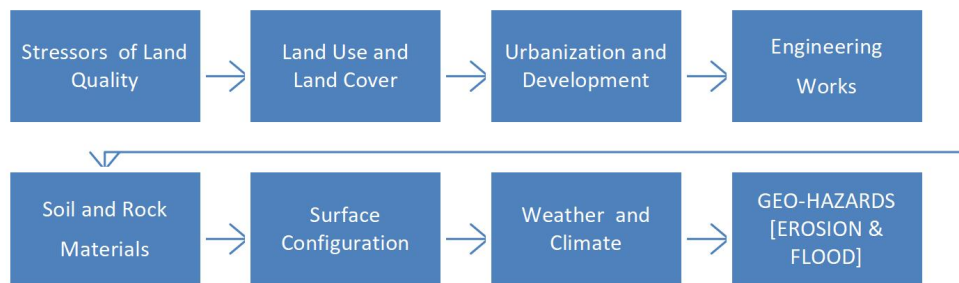 Stressors of Land
Quality
Land Use and
Land Cover
Urbanization and
Development
Engineering
Works
Soil and Rock
Materials
Surface
Configuration
Weather and
Climate
GEO-HAZARDS
[EROSION &
FLOOD]